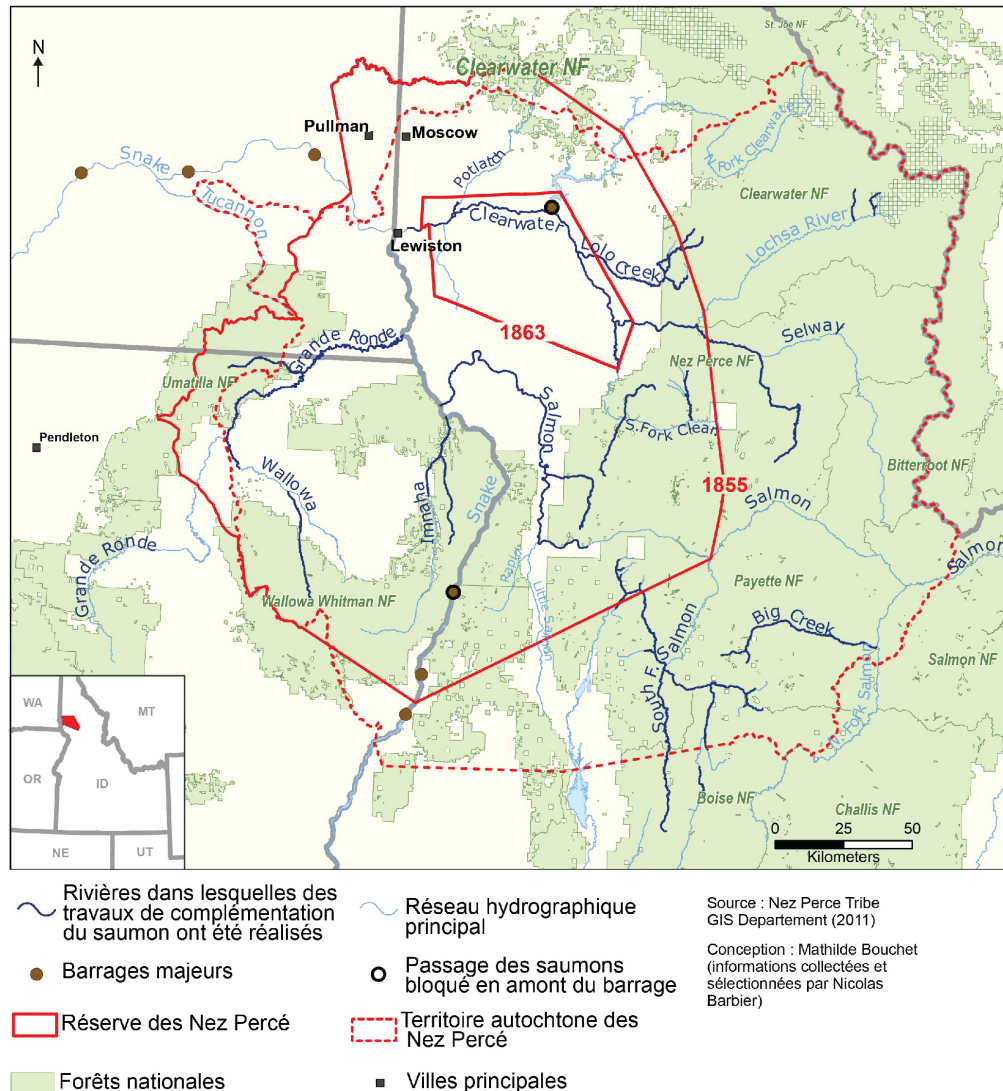 N
St. Joe NF
Clearwater NF
Pullman
Moscow
Snake
Potlatch
N.Fork Clearwater
Tucannon
Clearwater NF
Clearwater
Lochsa River
Lewiston
Lolo Creek
1863
Grande Ronde
Selway
Nez Perce NF
Umatilla NF
Salmon
S.Fork Clear.
Pendleton
Bitterroot NF
Wallowa
1855
Imnaha
Snake
Salmon
Grande Ronde
Rapid
Salmon
Payette NF
Wallowa Whitman NF
Little Salmon
Big Creek
South F. Salmon
Salmon NF
WA
MT
N. Fork Salmon
OR
ID
Boise NF
Challis NF
NE
UT
0 25 50
Kilometers
Rivières dans lesquelles des
travaux de complémentation
du saumon ont été réalisés
Réseau hydrographique
principal
Barrages majeurs
Passage des saumons
bloqué en amont du barrage
Réserve des Nez Percé
Territoire autochtone des
Nez Percé
Forêts nationales
Villes principales
Source : Nez Perce Tribe
GIS Departement (2011)
Conception : Mathilde Bouchet
(informations collectées et
sélectionnées par Nicolas
Barbier)